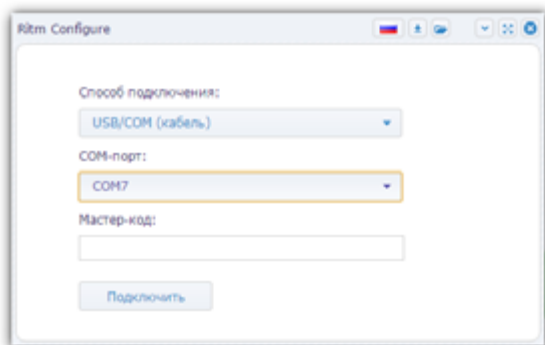 Ritm Configure
Способ подключения:
USB/COM (кабель)
COM-порт:
COM7
Мастер-код:
Подключить